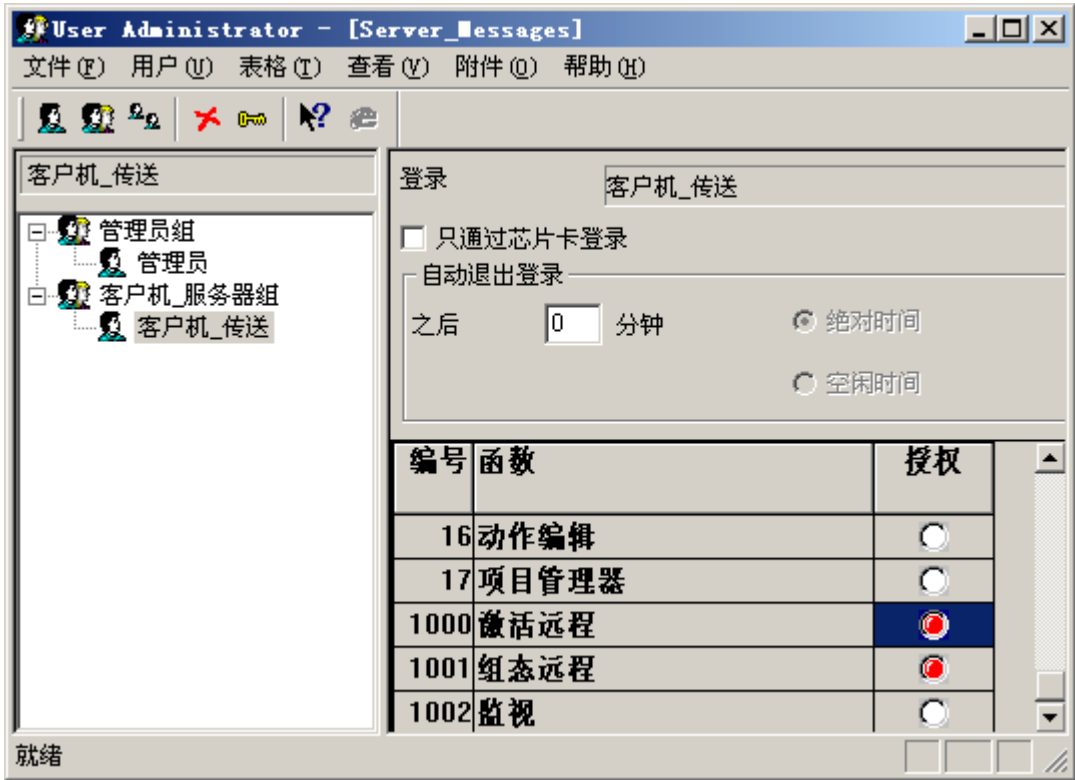 User Administrator - [Server_Messages]
文件(F) 用户(U) 表格(T) 查看(V) 附件(O) 帮助(H)
客户机_传送
管理员组
管理员
客户机_服务器组
客户机_传送
登录 客户机_传送
只通过芯片卡登录
自动退出登录
之后 0 分钟 绝对时间
空闲时间
编号 函数 授权
16 动作编辑
17 项目管理器
1000 激活远程
1001 组态远程
1002 监视
就绪